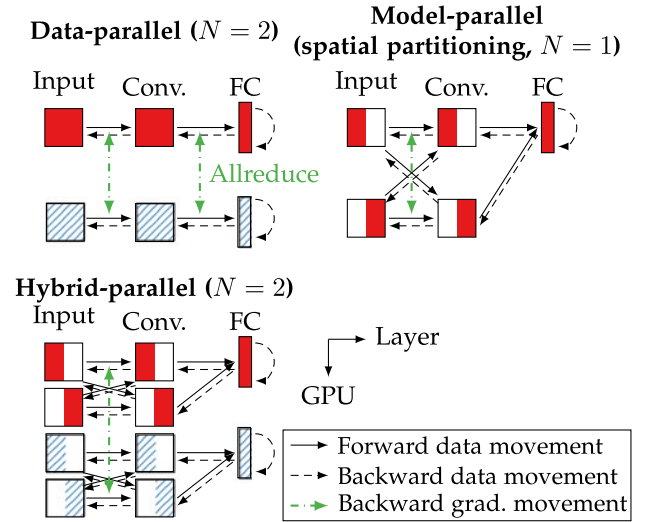 Data-parallel (N = 2)
Input Conv. FC
Allreduce
Model-parallel
(spatial partitioning, N = 1)
Input Conv. FC
Hybrid-parallel (N = 2)
Input Conv. FC
Layer
GPU
Forward data movement
Backward data movement
Backward grad. movement